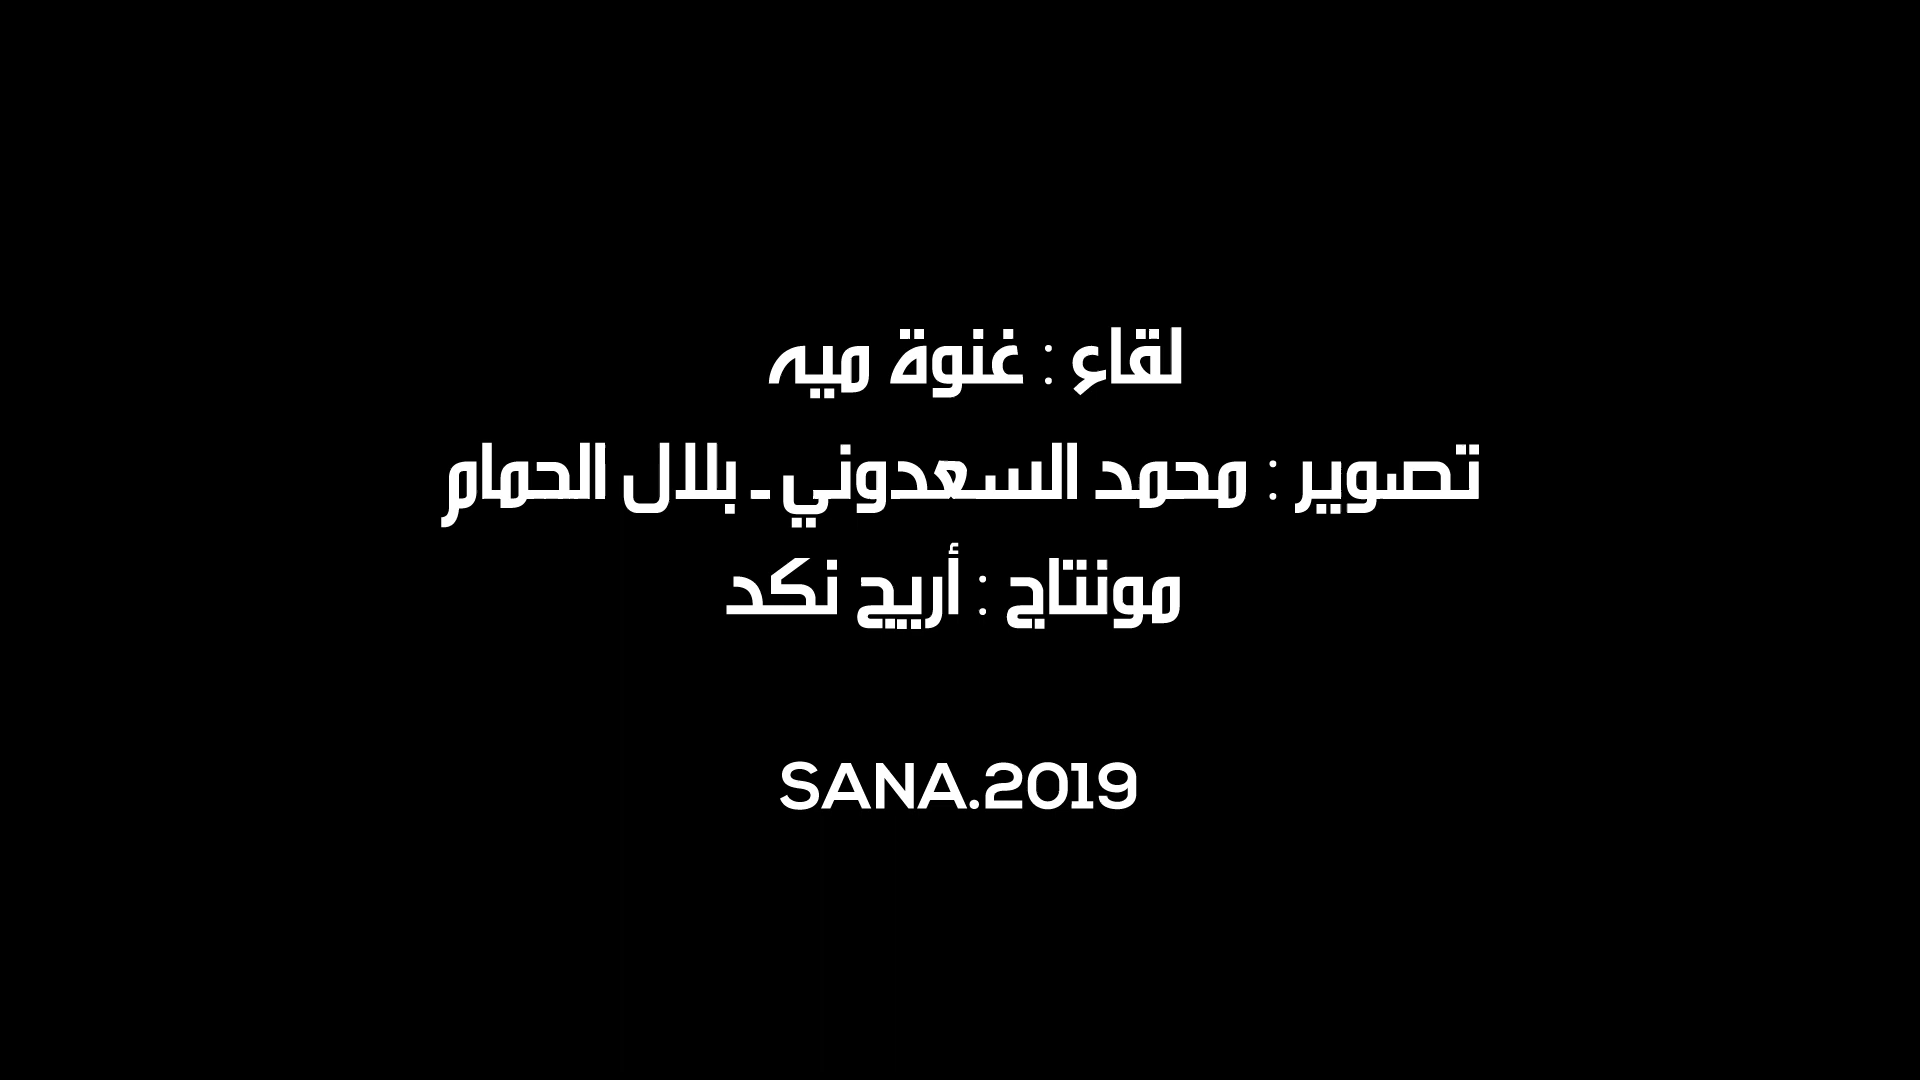 لقاء : غنوة ميه
تصوير : محمد السعدوني - بلال الحمام
مونتاج : أريج نكد
SANA.2019